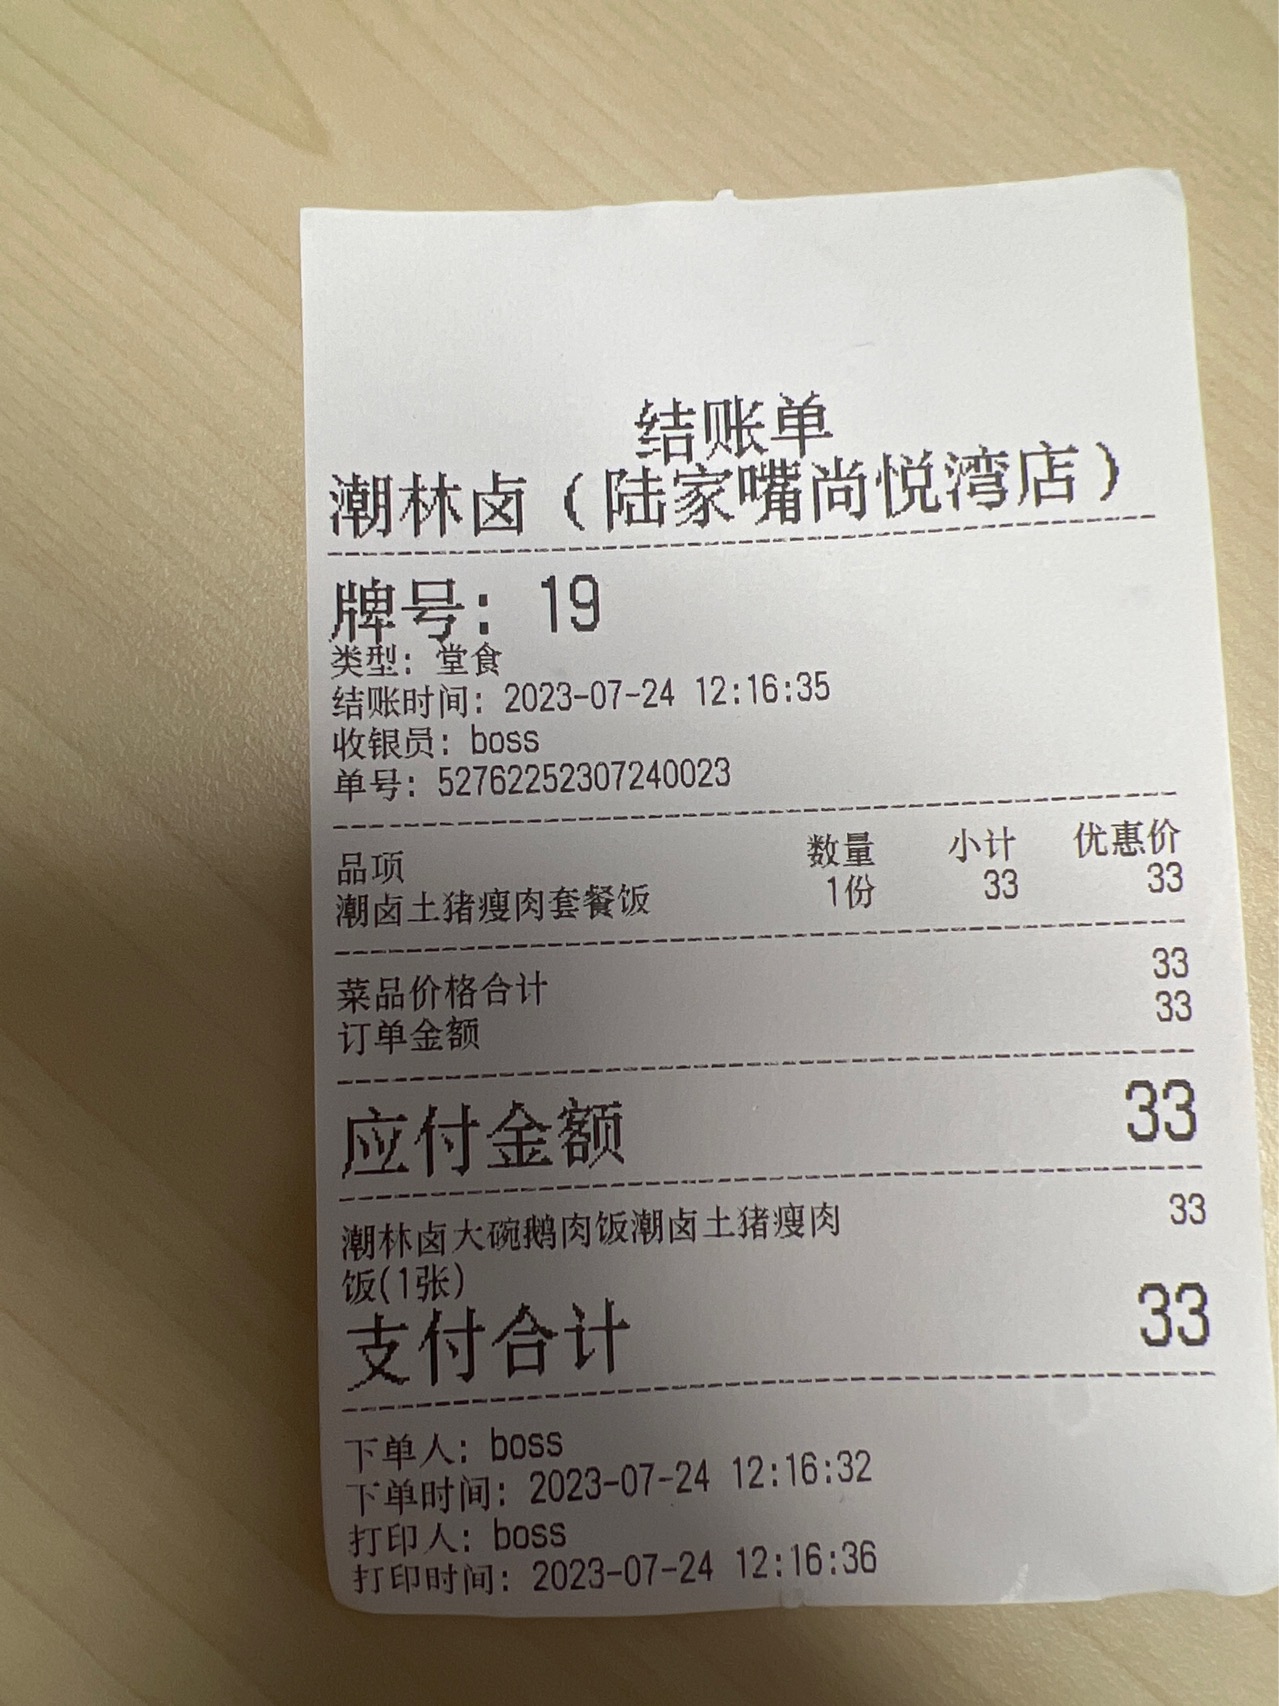 结账单
潮林卤（陆家嘴尚悦湾店）
牌号: 19
类型: 堂食
结账时间: 2023-07-24 12:16:35
收银员: boss
单号: 52762252307240023
品项 数量 小计 优惠价
潮卤土猪瘦肉套餐饭 1份 33 33
菜品价格合计 33
订单金额 33
应付金额 33
潮林卤大碗鹅肉饭潮卤土猪瘦肉 33
饭(1张)
支付合计 33
下单人: boss
下单时间: 2023-07-24 12:16:32
打印人: boss
打印时间: 2023-07-24 12:16:36